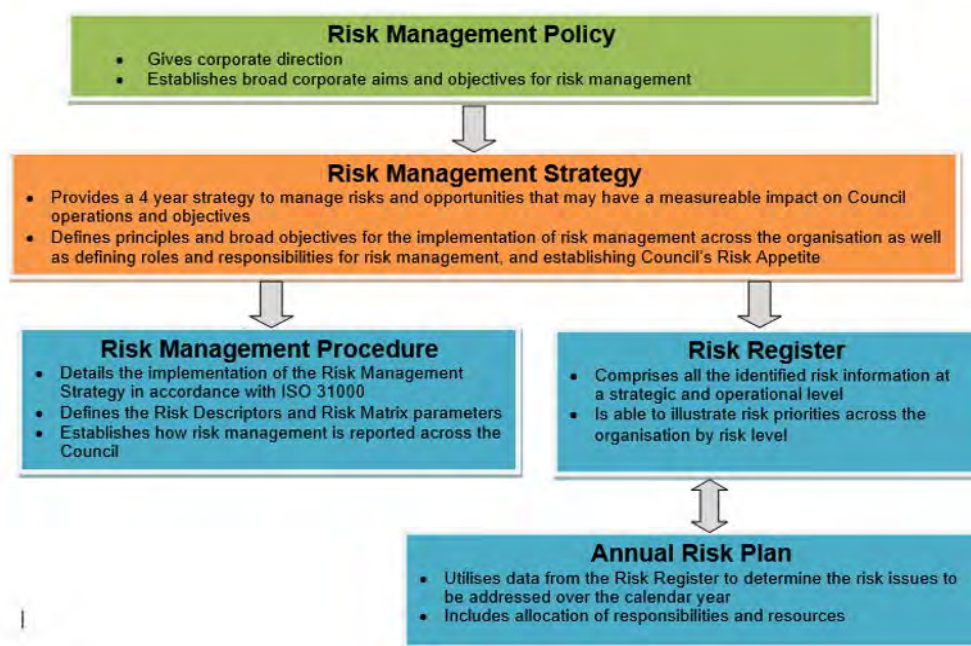 Risk Management Policy
• Gives corporate direction
• Establishes broad corporate aims and objectives for risk management
Risk Management Strategy
• Provides a 4 year strategy to manage risks and opportunities that may have a measureable impact on Council
operations and objectives
• Defines principles and broad objectives for the implementation of risk management across the organisation as well
as defining roles and responsibilities for risk management, and establishing Council's Risk Appetite
Risk Management Procedure
• Details the implementation of the Risk Management
Strategy in accordance with ISO 31000
• Defines the Risk Descriptors and Risk Matrix parameters
• Establishes how risk management is reported across the
Council
Risk Register
• Comprises all the identified risk information at
a strategic and operational level
• Is able to illustrate risk priorities across the
organisation by risk level
Annual Risk Plan
• Utilises data from the Risk Register to determine the risk issues to
be addressed over the calendar year
• Includes allocation of responsibilities and resources